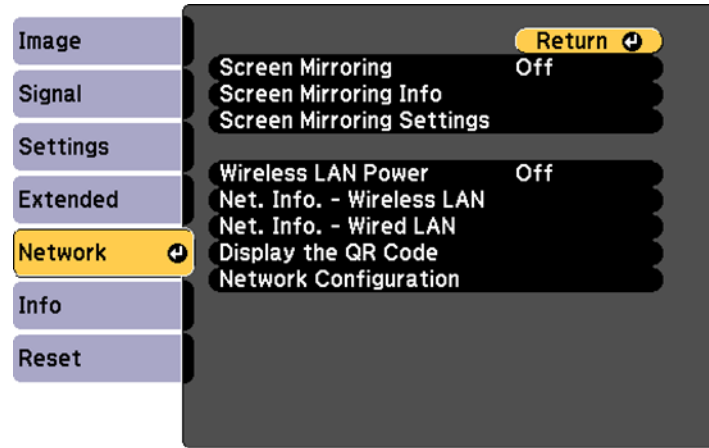 Image
Signal
Settings
Extended
Network
Info
Reset
Return
Screen Mirroring Off
Screen Mirroring Info
Screen Mirroring Settings
Wireless LAN Power Off
Net. Info. - Wireless LAN
Net. Info. - Wired LAN
Display the QR Code
Network Configuration